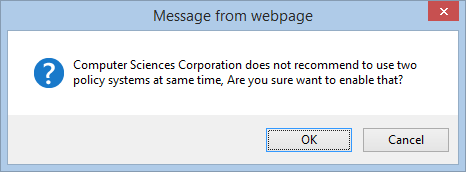 Message from webpage
Computer Sciences Corporation does not recommend to use two
policy systems at same time, Are you sure want to enable that?
OK
Cancel